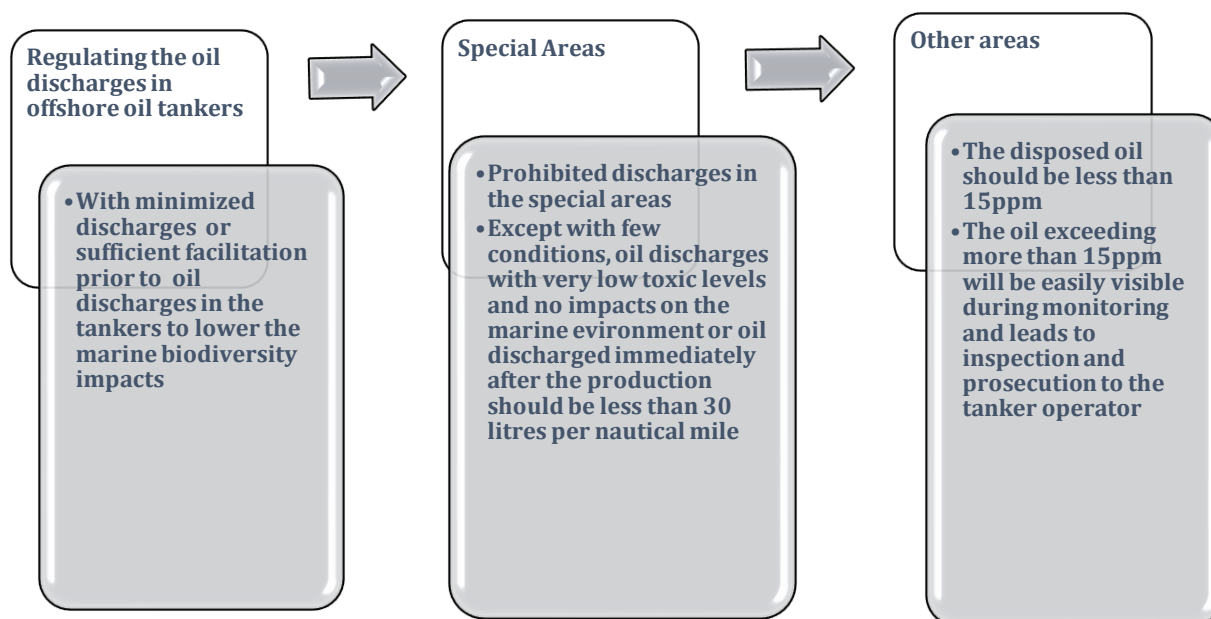 Regulating the oil
discharges in
offshore oil tankers
•With minimized
discharges or
sufficient facilitation
prior to oil
discharges in the
tankers to lower the
marine biodiversity
impacts
Special Areas
•Prohibited discharges in
the special areas
•Except with few
conditions, oil discharges
with very low toxic levels
and no impacts on the
marine evironment or oil
discharged immediately
after the production
should be less than 30
litres per nautical mile
Other areas
•The disposed oil
should be less than
15ppm
•The oil exceeding
more than 15ppm
will be easily visible
during monitoring
and leads to
inspection and
prosecution to the
tanker operator